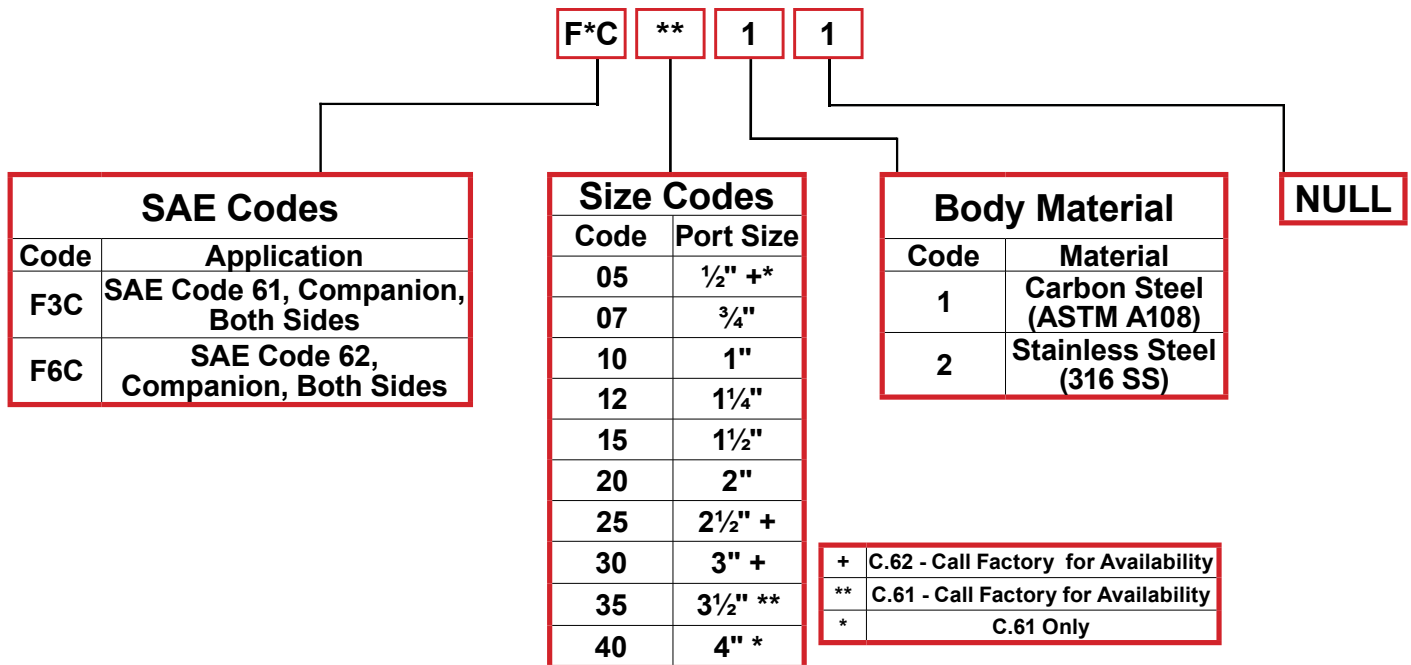 F*C ** 1 1
SAE Codes
Code Application
F3C SAE Code 61, Companion,
Both Sides
F6C SAE Code 62,
Companion, Both Sides
Size Codes
Code Port Size
05 ½" +*
07 ¾"
10 1"
12 1¼"
15 1½"
20 2"
25 2½" +
30 3" +
35 3½" **
40 4" *
Body Material
Code Material
1 Carbon Steel
(ASTM A108)
2 Stainless Steel
(316 SS)
NULL
+ C.62 - Call Factory for Availability
** C.61 - Call Factory for Availability
* C.61 Only